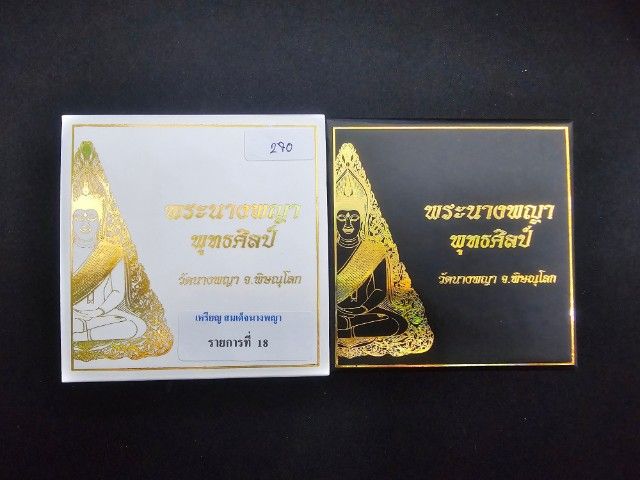 290
พระนางพญา
พุทธศิลป์
วัดนางพญา จ.พิษณุโลก
เหรียญ สมเด็จนางพญา
รายการที่ 18
พระนางพญา
พุทธศิลป์
วัดนางพญา จ.พิษณุโลก